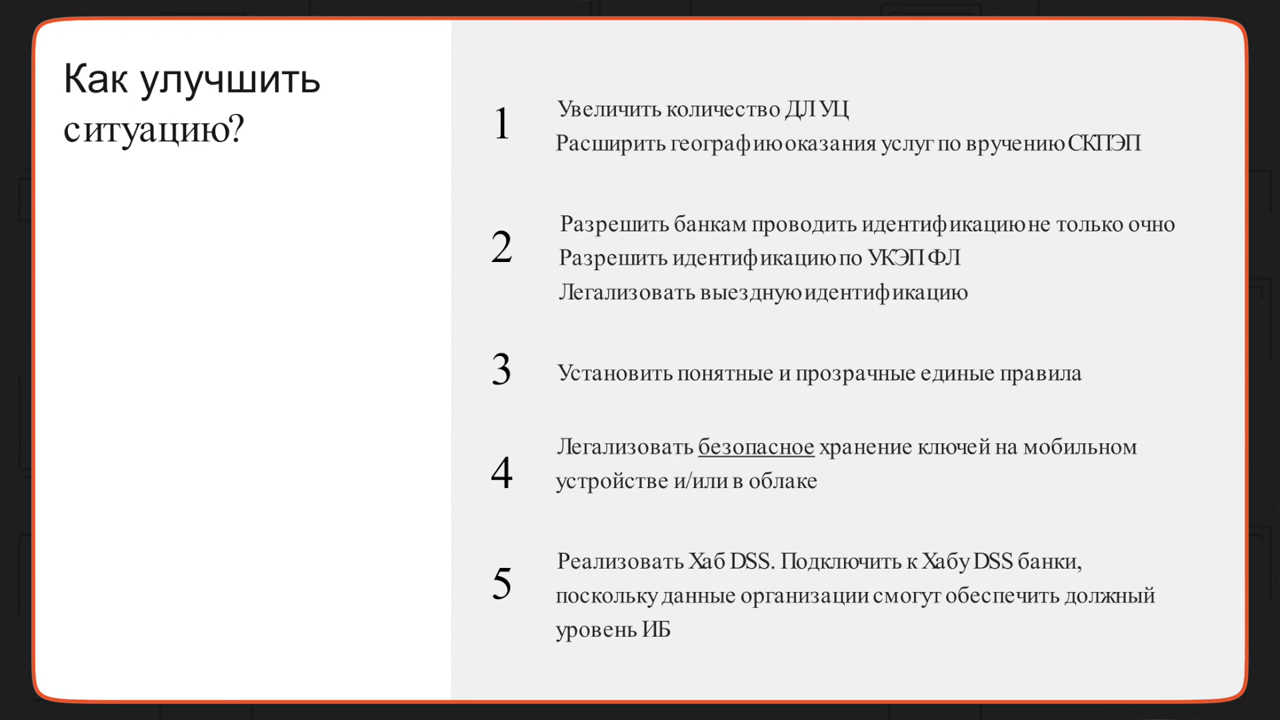 Как улучшить
ситуацию?
1
Увеличить количество ДЛ УЦ
Расширить географию оказания услуг по вручению СКПЭП
2
Разрешить банкам проводить идентификацию не только очно
Разрешить идентификацию по УКЭП ФЛ
Легализовать выездную идентификацию
3
Установить понятные и прозрачные единые правила
4
Легализовать безопасное хранение ключей на мобильном
устройстве и/или в облаке
5
Реализовать Хаб DSS. Подключить к Хабу DSS банки,
поскольку данные организации смогут обеспечить должный
уровень ИБ